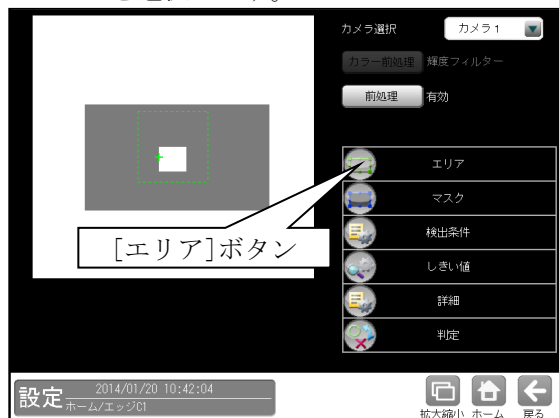 カメラ選択
カメラ1
カラー前処理
輝度フィルター
前処理
有効
エリア
マスク
[エリア]ボタン
検出条件
しきい値
詳細
判定
設定
2014/01/20 10:42:04
ホーム/エッジC1
拡大縮小
ホーム
戻る